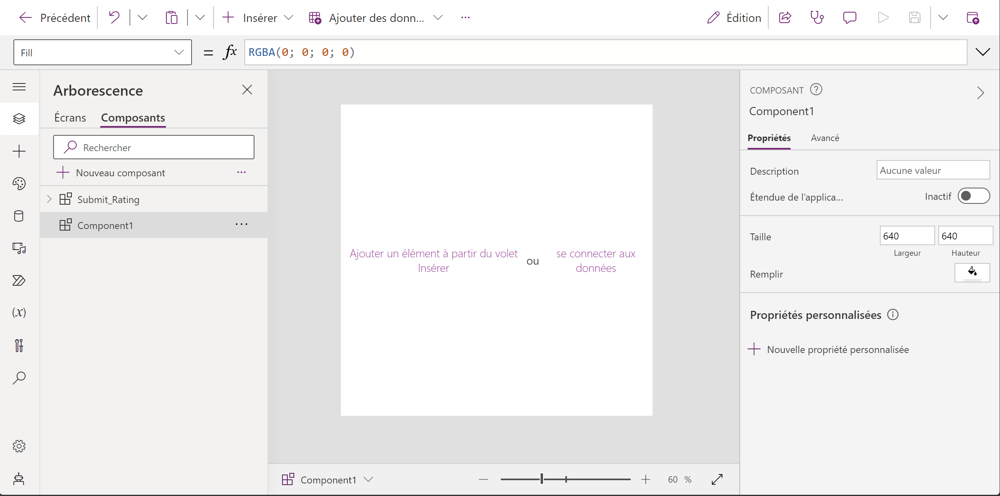 Précédent
Insérer
Ajouter des donn...
Édition
Fill
= fx
RGBA(0; 0; 0; 0)
Arborescence
Écrans
Composants
Rechercher
Nouveau composant
Submit_Rating
Component1
(x)
Ajouter un élément à partir du volet
Insérer
ou
se connecter aux
données
Component1
60 %
COMPOSANT
Component1
Propriétés
Avancé
Description
Aucune valeur
Étendue de l’applica...
Inactif
Taille
640
640
Largeur
Hauteur
Remplir
Propriétés personnalisées
Nouvelle propriété personnalisée